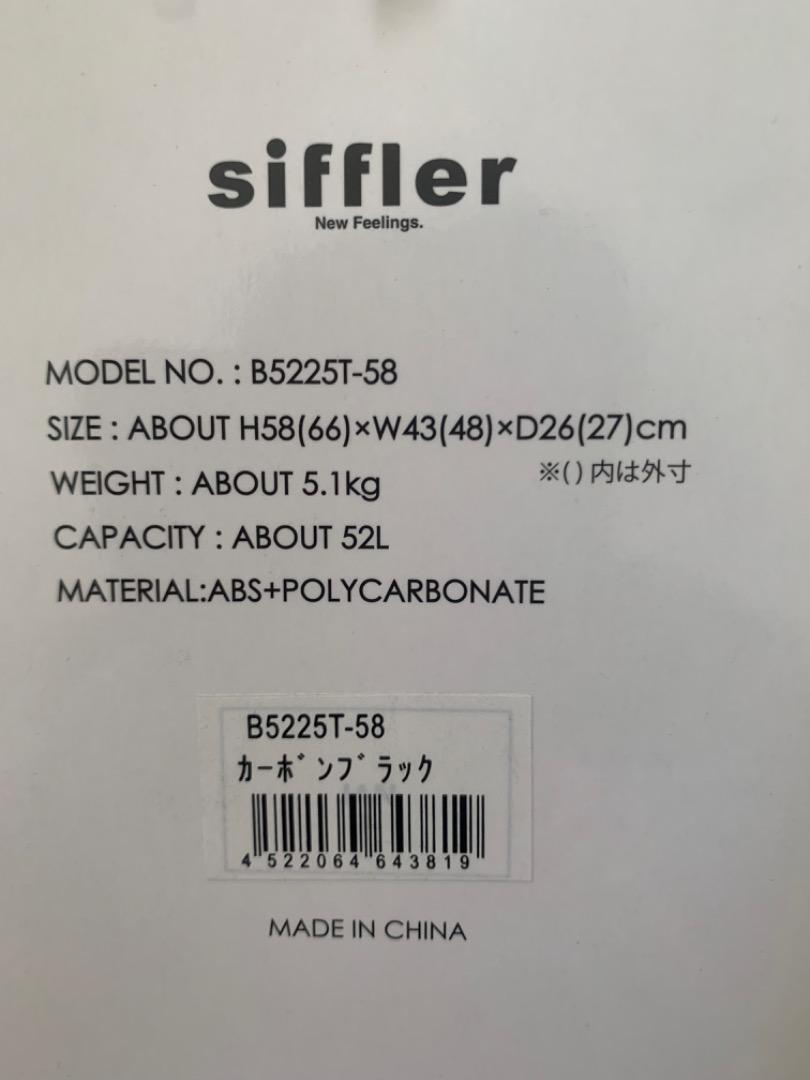 siffler
New Feelings.
MODEL NO. : B5225T-58
SIZE : ABOUT H58(66)×W43(48)×D26(27)cm
※( ) 内は外寸
WEIGHT : ABOUT 5.1kg
CAPACITY : ABOUT 52L
MATERIAL:ABS+POLYCARBONATE
B5225T-58
ｶｰﾎﾞﾝﾌﾞﾗｯｸ
4 522064 643819
MADE IN CHINA